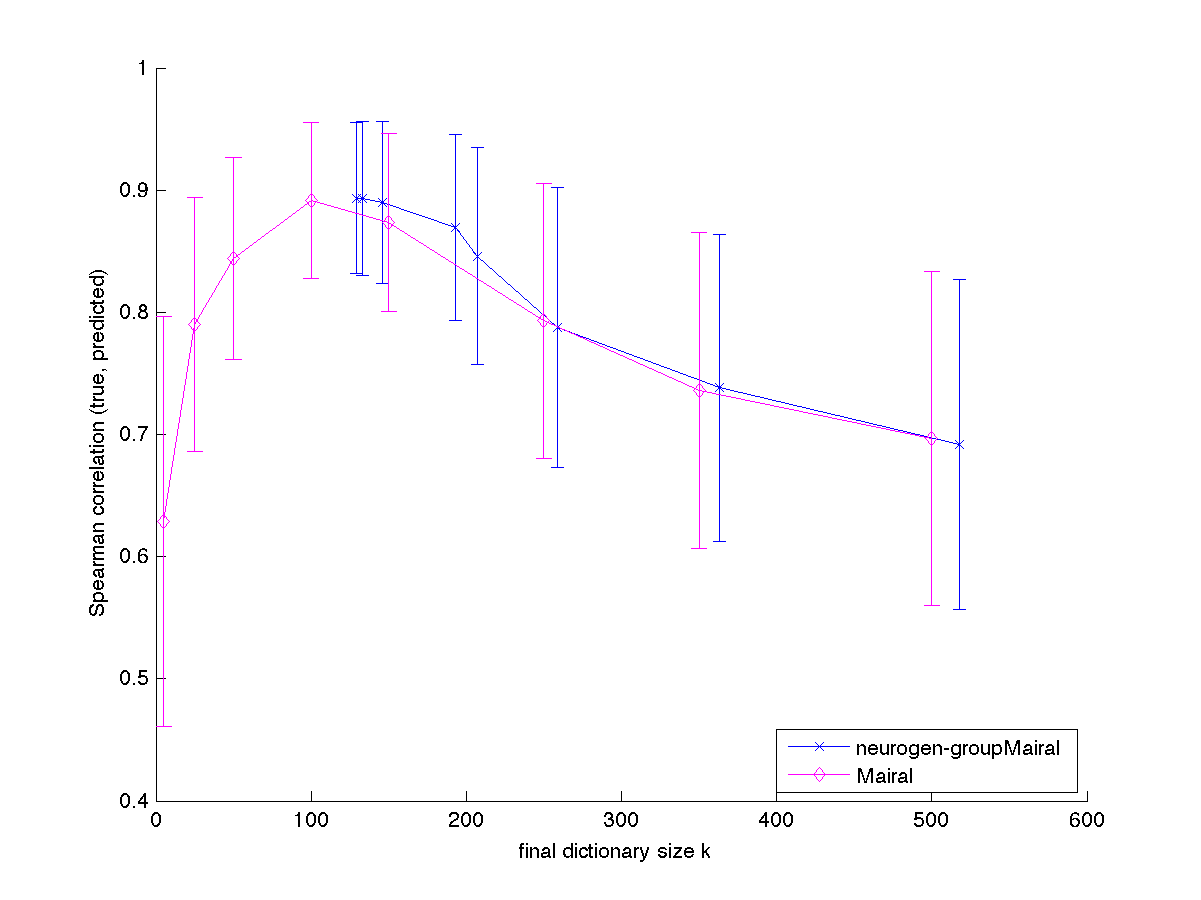 1
0.9
0.8
0.7
0.6
0.5
0.4
Spearman correlation (true, predicted)
0 100 200 300 400 500 600
final dictionary size k
neurogen-groupMairal
Mairal